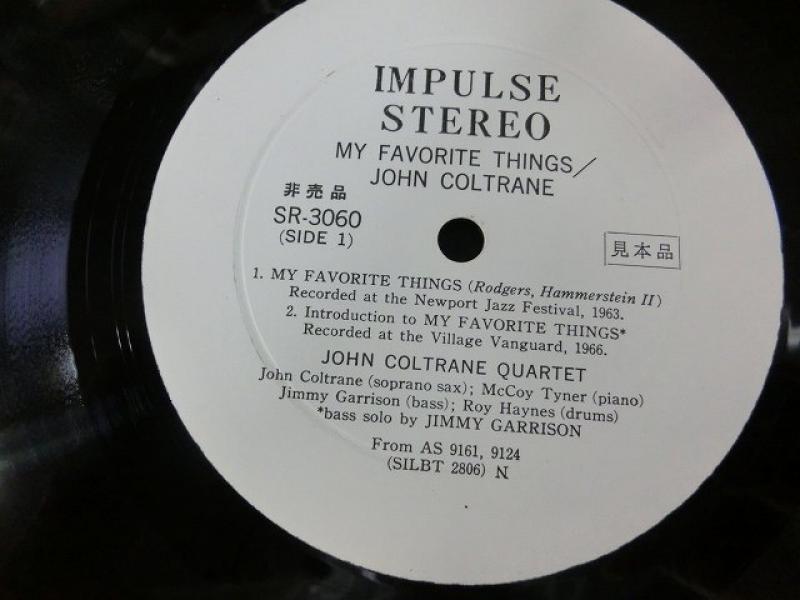 IMPULSE
STEREO
MY FAVORITE THINGS/
JOHN COLTRANE
非売品
SR-3060
(SIDE 1)
見本品
1. MY FAVORITE THINGS (Rodgers, Hammerstein II)
Recorded at the Newport Jazz Festival, 1963.
2. Introduction to MY FAVORITE THINGS*
Recorded at the Village Vanguard, 1966.
JOHN COLTRANE QUARTET
John Coltrane (soprano sax); McCoy Tyner (piano)
Jimmy Garrison (bass); Roy Haynes (drums)
*bass solo by JIMMY GARRISON
From AS 9161, 9124
(SILBT 2806) N